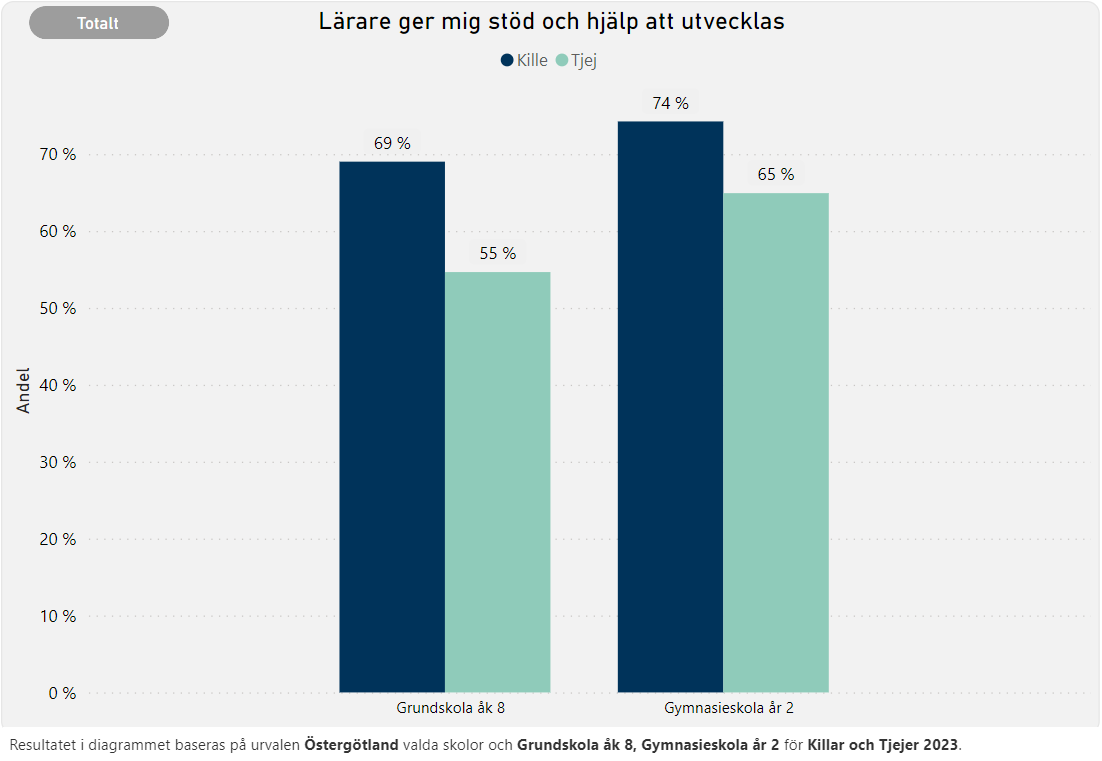 Totalt
Lärare ger mig stöd och hjälp att utvecklas
Kille Tjej
74 %
69 %
70 %
65 %
60 %
55 %
50 %
Andel
40 %
30 %
20 %
10 %
0 %
Grundskola åk 8 Gymnasieskola år 2
Resultatet i diagrammet baseras på urvalen Östergötland valda skolor och Grundskola åk 8, Gymnasieskola år 2 för Killar och Tjejer 2023.